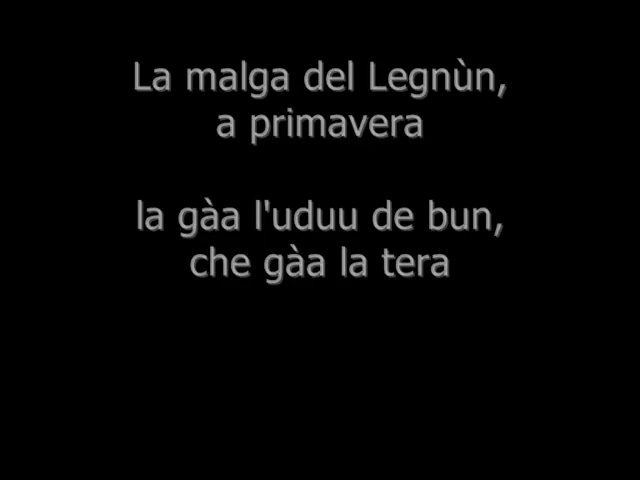 La malga del Legnùn,
a primavera
la gàa l'uduu de bun,
che gàa la tera